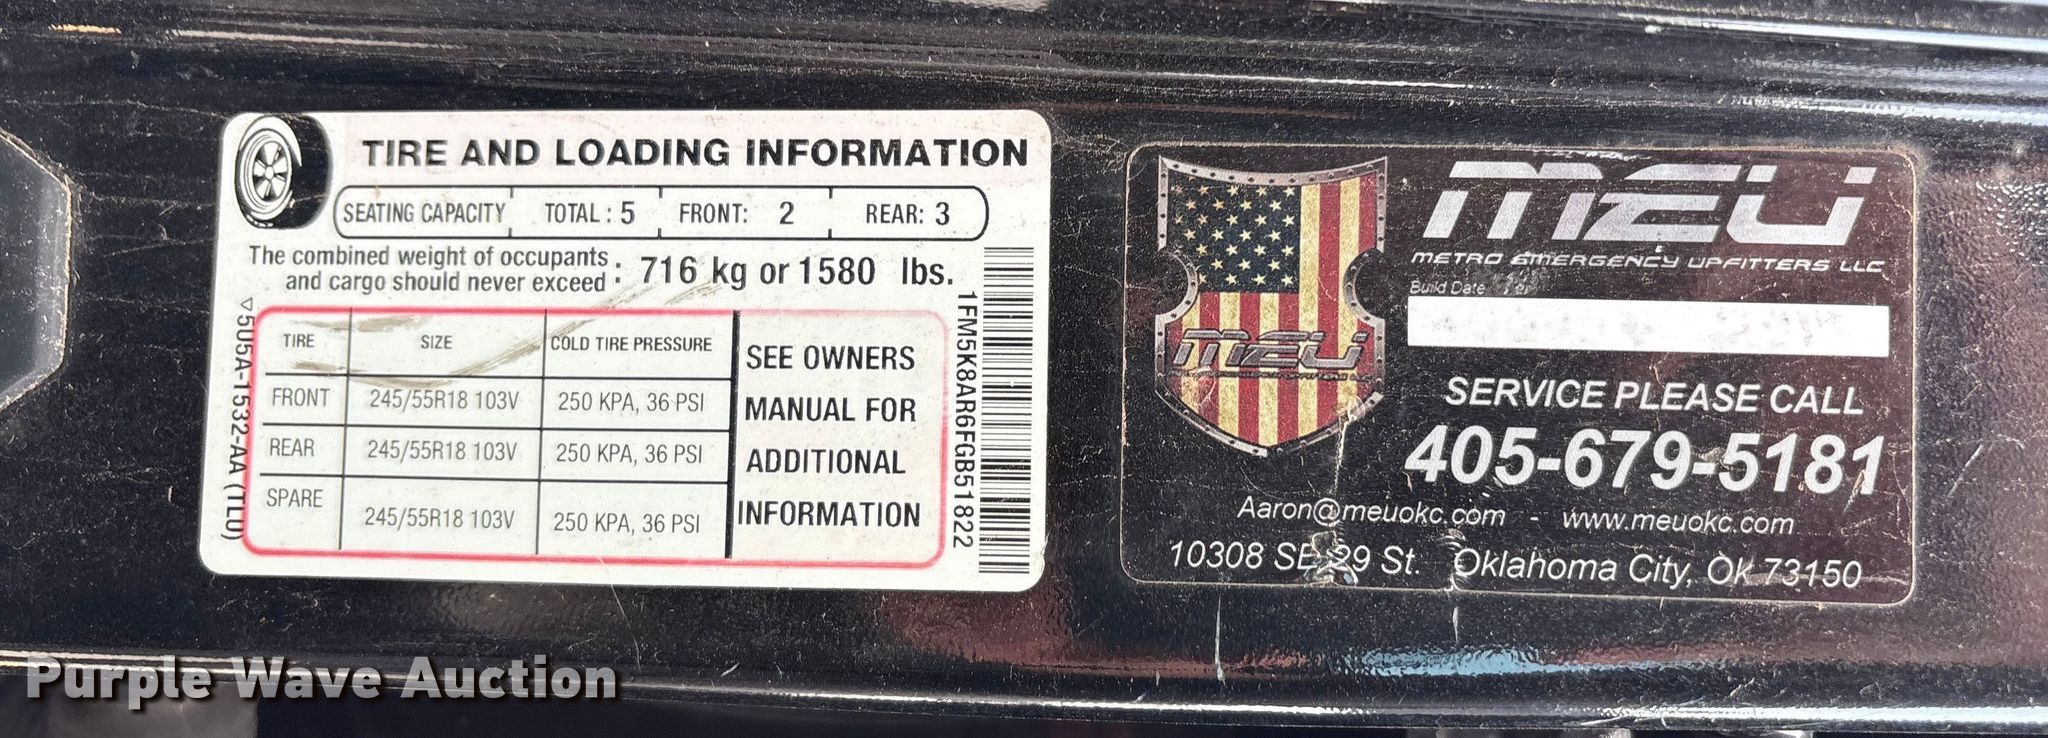 TIRE AND LOADING INFORMATION
SEATING CAPACITY TOTAL : 5 FRONT: 2 REAR: 3
The combined weight of occupants
and cargo should never exceed : 716 kg or 1580 lbs.
TIRE SIZE COLD TIRE PRESSURE
FRONT 245/55R18 103V 250 KPA, 36 PSI
REAR 245/55R18 103V 250 KPA, 36 PSI
SPARE 245/55R18 103V 250 KPA, 36 PSI
SEE OWNERS
MANUAL FOR
ADDITIONAL
INFORMATION
5U5A-1532-AA (TLU)
1FM5K8AR6FGB51822
MEU
METRO EMERGENCY UPFITTERS LLC
Build Date
MEU
SERVICE PLEASE CALL
405-679-5181
Aaron@meuokc.com - www.meuokc.com
10308 SE 29 St. Oklahoma City, OK 73150
Purple Wave Auction